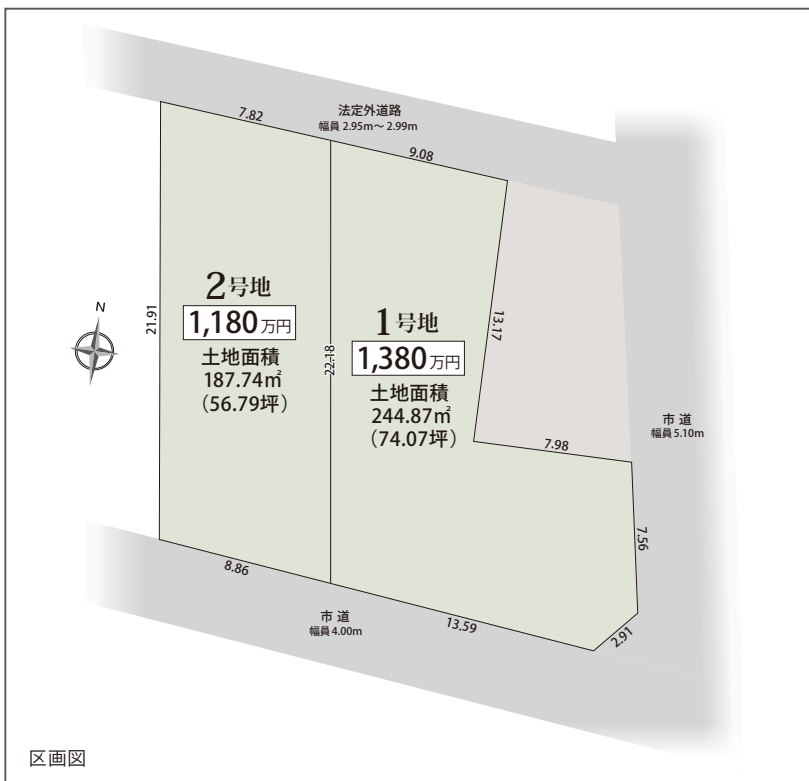 7.82
法定外道路
幅員 2.95m～ 2.99m
9.08
2号地
1,180万円
土地面積
187.74㎡
（56.79坪）
21.91
N
22.18
1号地
1,380万円
土地面積
244.87㎡
（74.07坪）
13.17
7.98
市 道
幅員 5.10m
7.56
8.86
市 道
幅員 4.00m
13.59
2.91
区画図